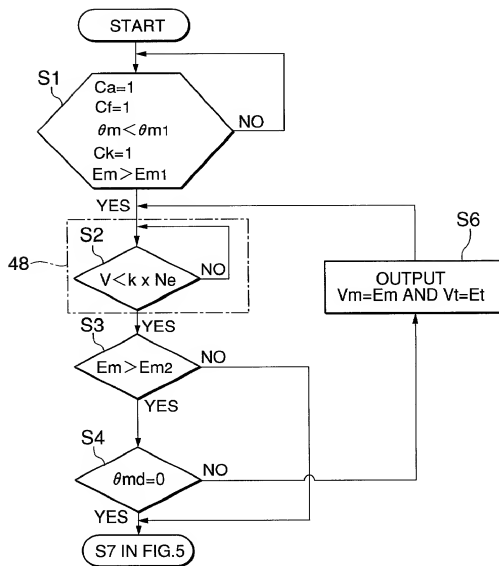 START
S1
Ca=1
Cf=1
θm<θm1
Ck=1
Em>Em1
NO
YES
S2
48
V<k x Ne
NO
YES
S6
OUTPUT
Vm=Em AND Vt=Et
S3
Em>Em2
NO
YES
S4
θmd=0
NO
YES
S7 IN FIG.5